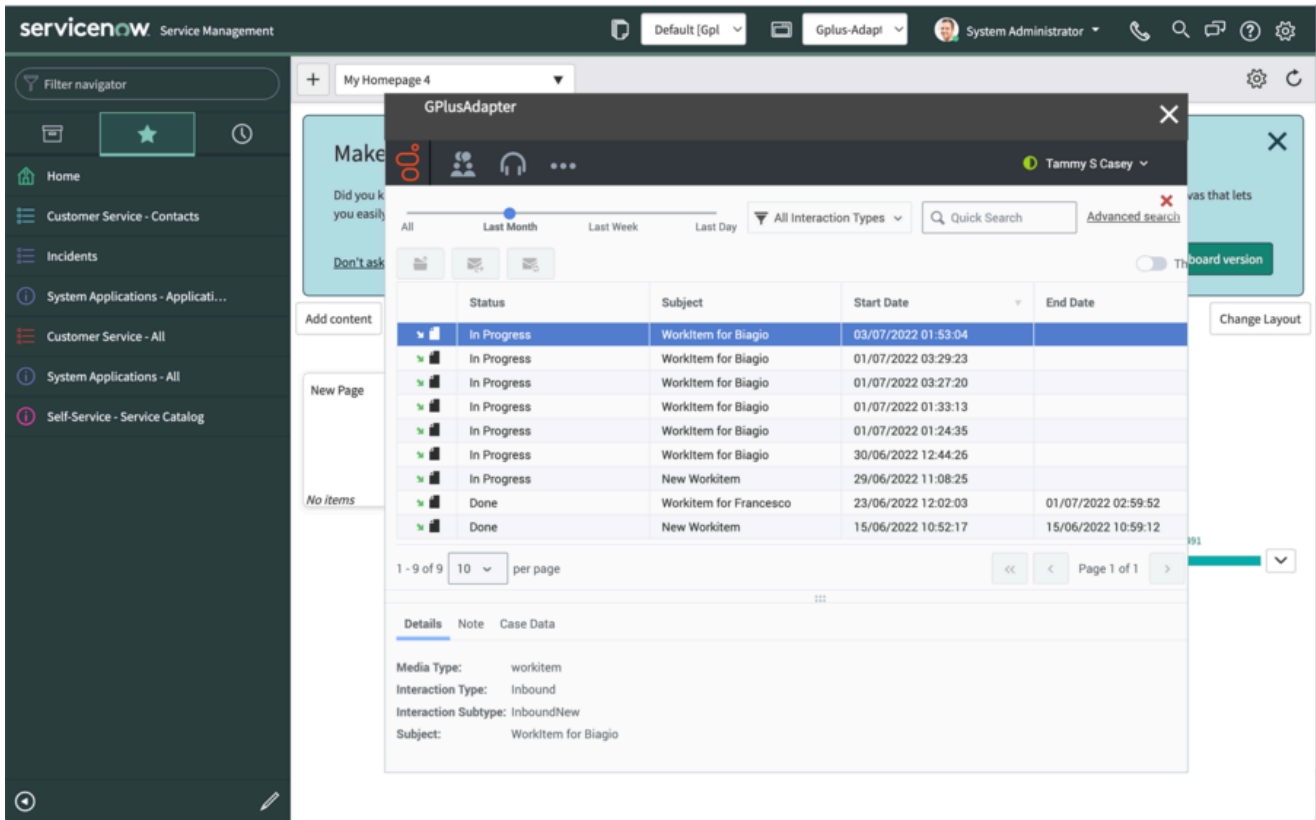 servicenow Service Management
Default [Gpl
Gplus-Adapt
System Administrator
Filter navigator
Home
Customer Service - Contacts
Incidents
System Applications - Applicati...
Customer Service - All
System Applications - All
Self-Service - Service Catalog
My Homepage 4
Make
Did you k
you easily
vas that lets
Don't ask
board version
Add content
Change Layout
New Page
No items
GPlusAdapter
Tammy S Casey
All
Last Month
Last Week
Last Day
All Interaction Types
Quick Search
Advanced search
Th
Status Subject Start Date End Date
In Progress WorkItem for Biagio 03/07/2022 01:53:04
In Progress WorkItem for Biagio 01/07/2022 03:29:23
In Progress WorkItem for Biagio 01/07/2022 03:27:20
In Progress WorkItem for Biagio 01/07/2022 01:33:13
In Progress WorkItem for Biagio 01/07/2022 01:24:35
In Progress WorkItem for Biagio 30/06/2022 12:44:26
In Progress New Workitem 29/06/2022 11:08:25
Done Workitem for Francesco 23/06/2022 12:02:03 01/07/2022 02:59:52
Done New Workitem 15/06/2022 10:52:17 15/06/2022 10:59:12
1 - 9 of 9 10 per page
Page 1 of 1
Details Note Case Data
Media Type: workitem
Interaction Type: Inbound
Interaction Subtype: InboundNew
Subject: WorkItem for Biagio